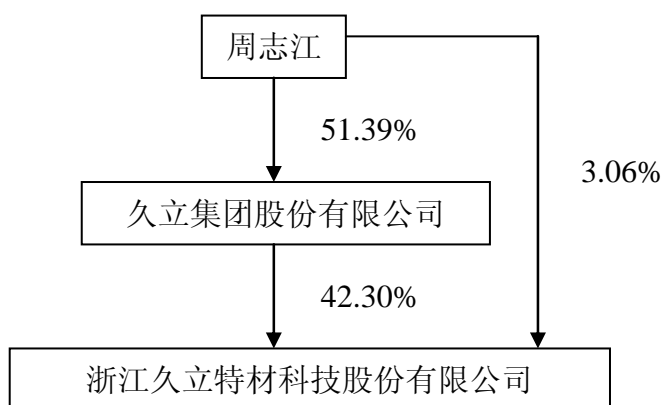 周志江
51.39%
3.06%
久立集团股份有限公司
42.30%
浙江久立特材科技股份有限公司